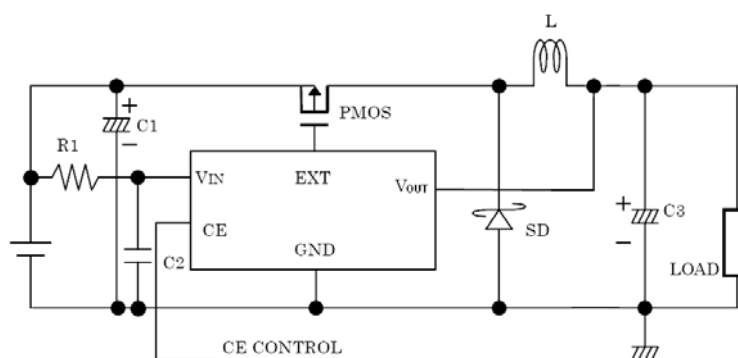 L
+
C1
−
PMOS
R1
VIN
EXT
VOUT
CE
GND
C2
SD
+
C3
−
LOAD
CE CONTROL